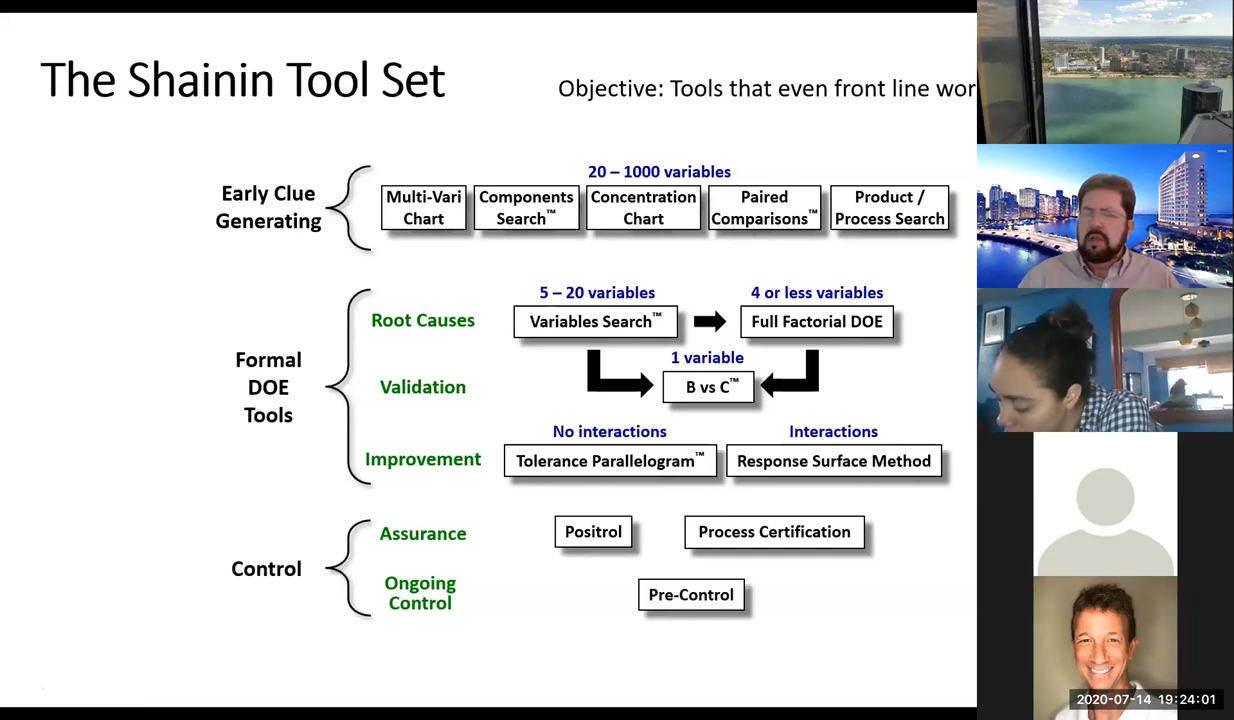 The Shainin Tool Set
Objective: Tools that even front line wor
20 – 1000 variables
Early Clue
Generating
Multi-Vari
Chart
Components
Search™
Concentration
Chart
Paired
Comparisons™
Product /
Process Search
5 – 20 variables
4 or less variables
Root Causes
Variables Search™
Full Factorial DOE
1 variable
Formal
DOE
Tools
Validation
B vs C™
No interactions
Interactions
Improvement
Tolerance Parallelogram™
Response Surface Method
Assurance
Positrol
Process Certification
Control
Ongoing
Control
Pre-Control
2020-07-14 19:24:01